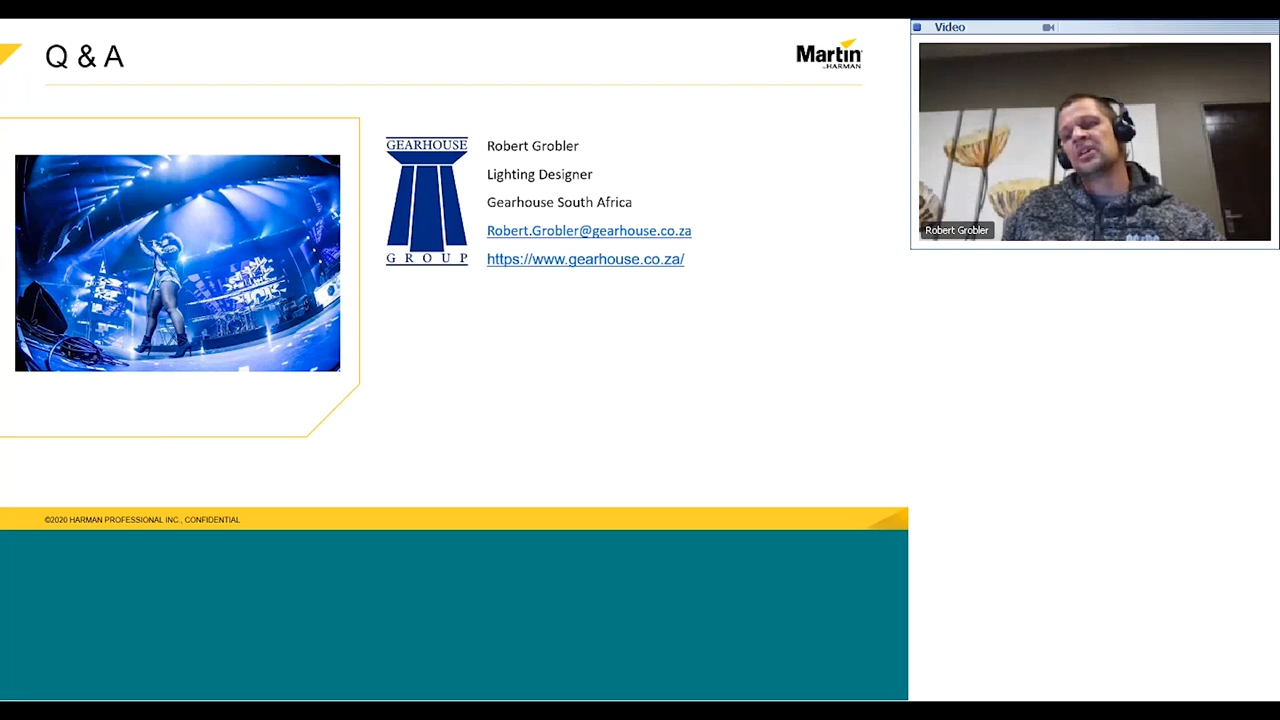 Q & A
Martin
by HARMAN
GEARHOUSE
GROUP
Robert Grobler
Lighting Designer
Gearhouse South Africa
Robert.Grobler@gearhouse.co.za
https://www.gearhouse.co.za/
©2020 HARMAN PROFESSIONAL INC., CONFIDENTIAL
Video
Robert Grobler